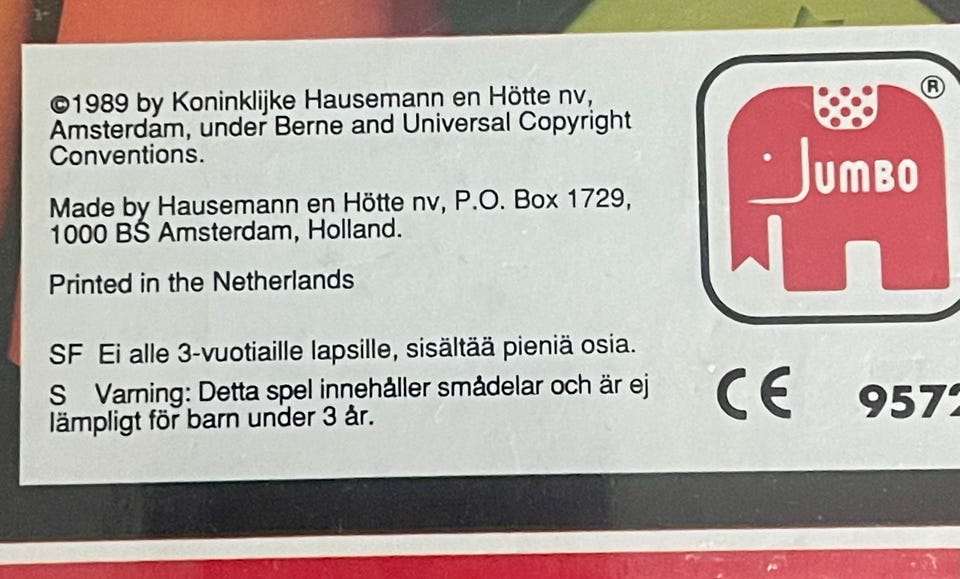 ©1989 by Koninklijke Hausemann en Hötte nv,
Amsterdam, under Berne and Universal Copyright
Conventions.
Made by Hausemann en Hötte nv, P.O. Box 1729,
1000 BS Amsterdam, Holland.
Printed in the Netherlands
SF Ei alle 3-vuotiaille lapsille, sisältää pieniä osia.
S Varning: Detta spel innehåller smådelar och är ej
lämpligt för barn under 3 år.
®
JUMBO
CE 957